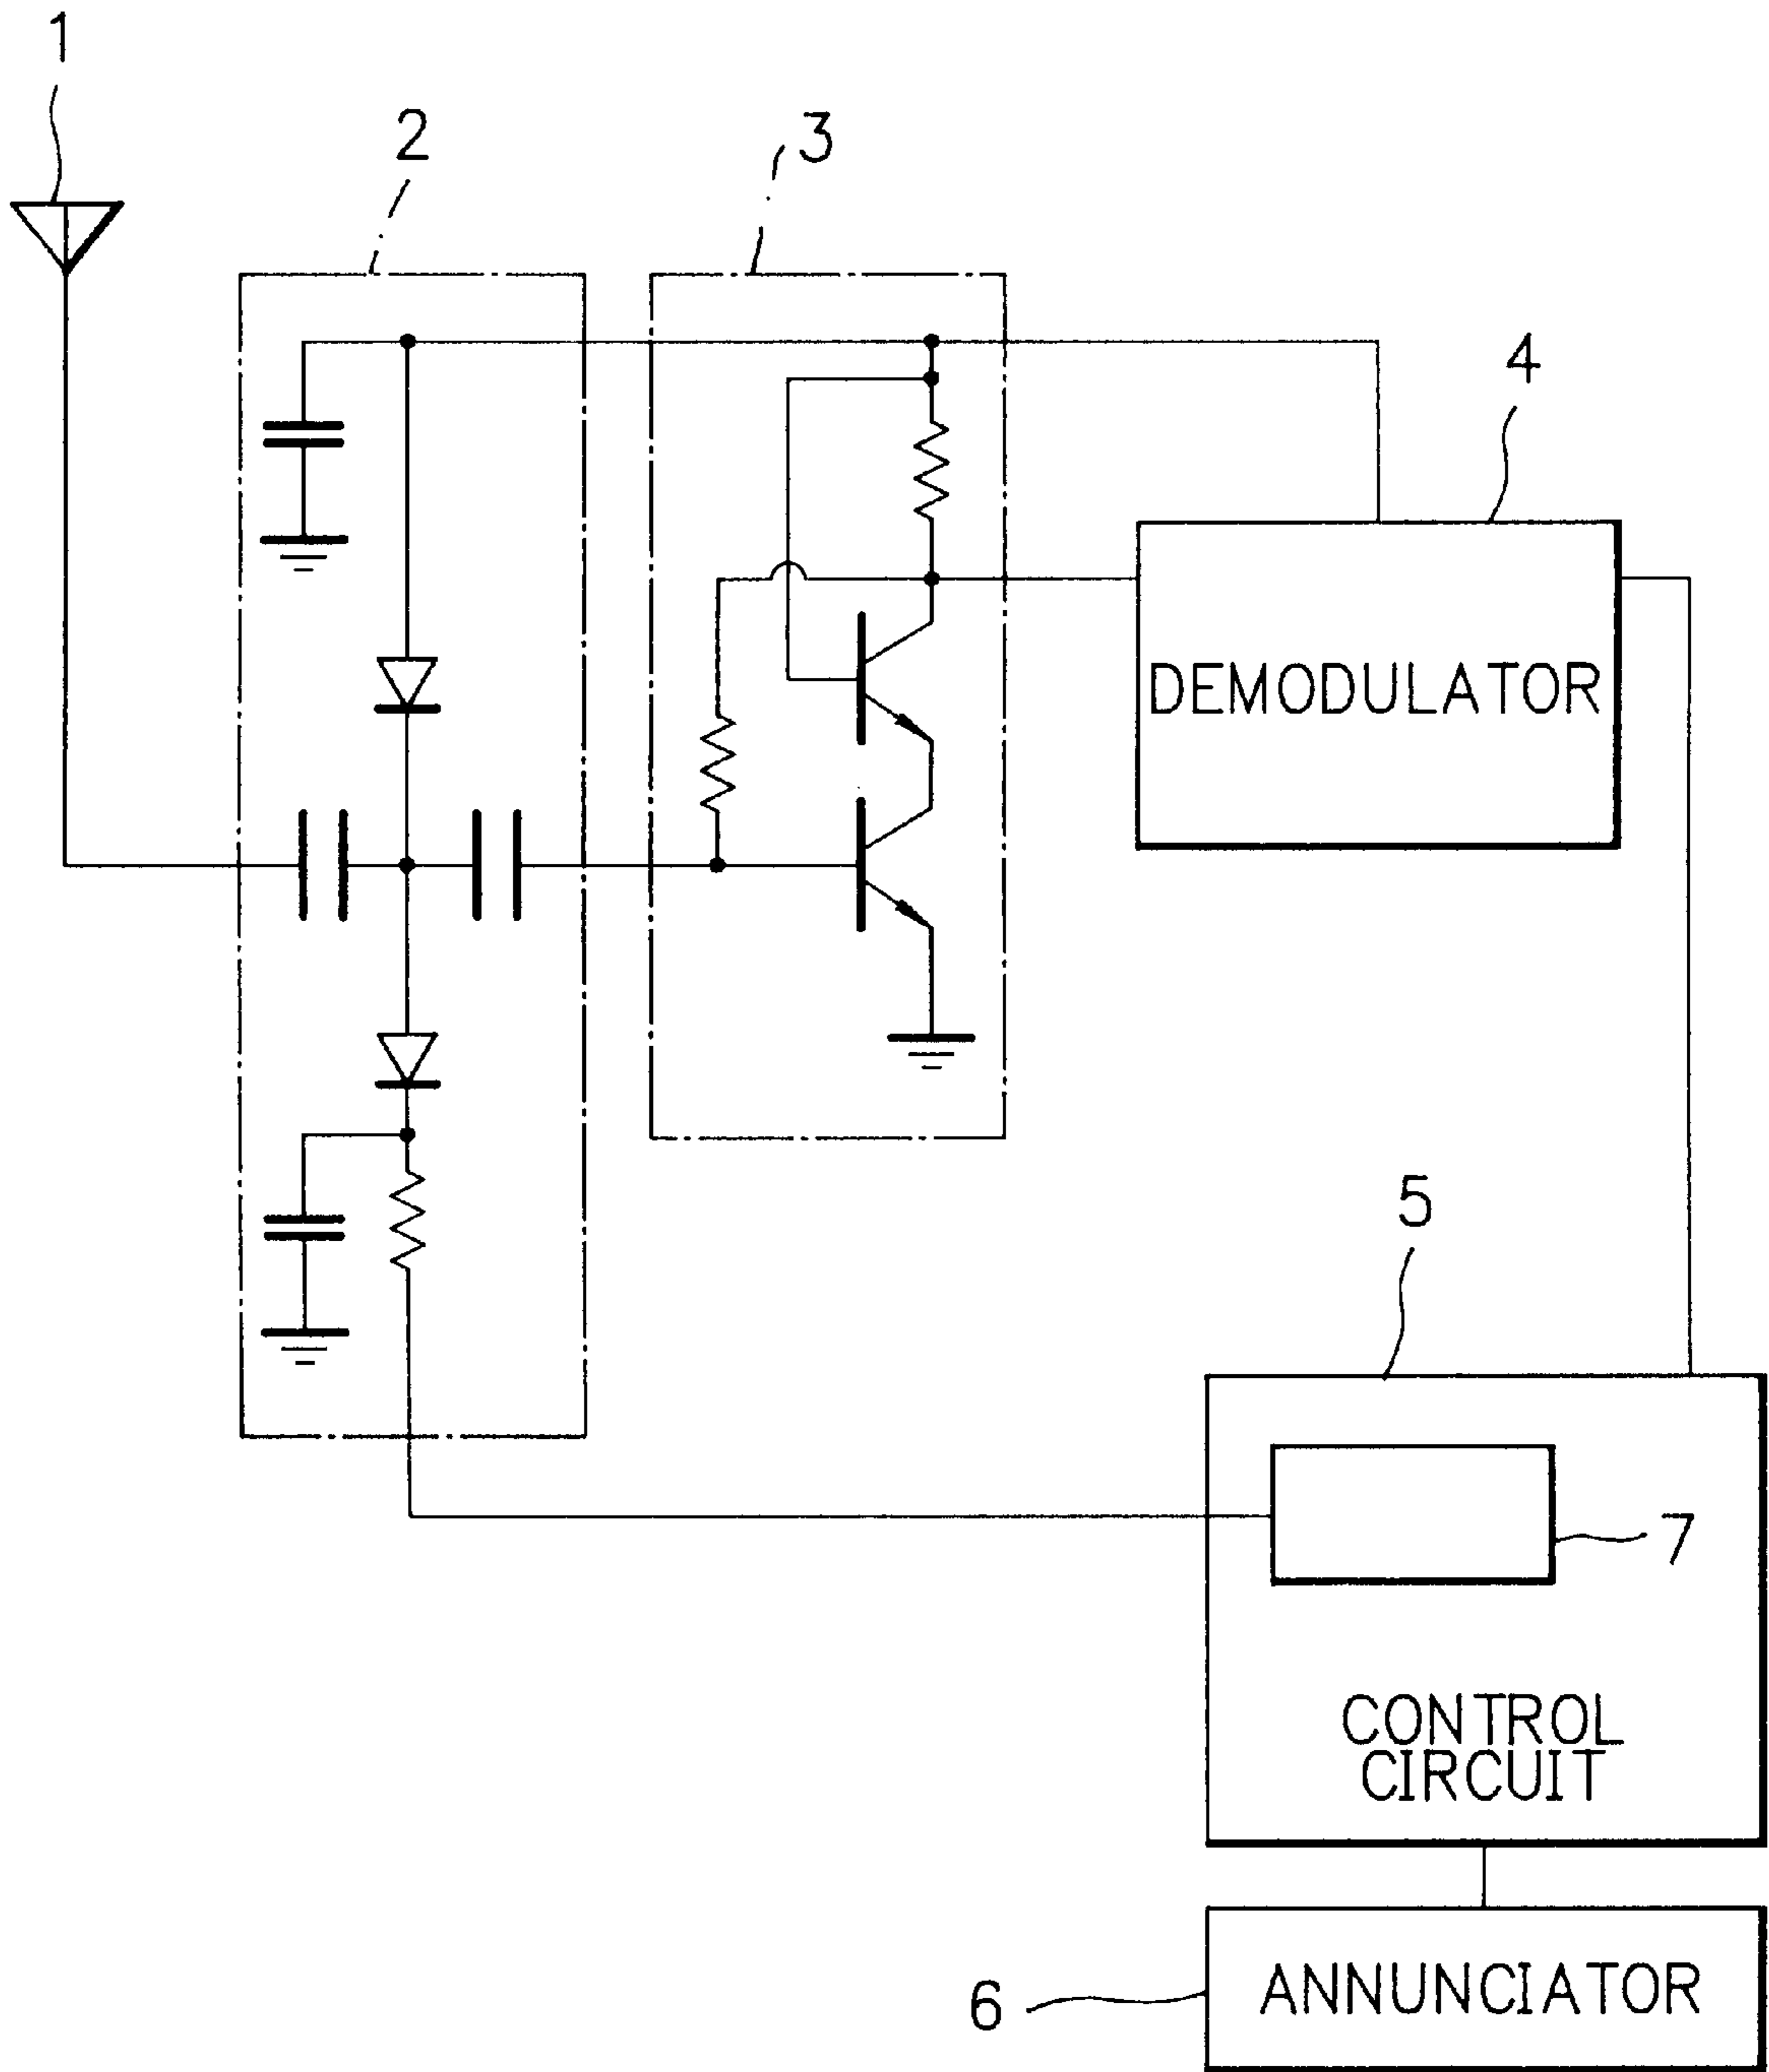 1
2
3
4
DEMODULATOR
5
7
CONTROL
CIRCUIT
6
ANNUNCIATOR